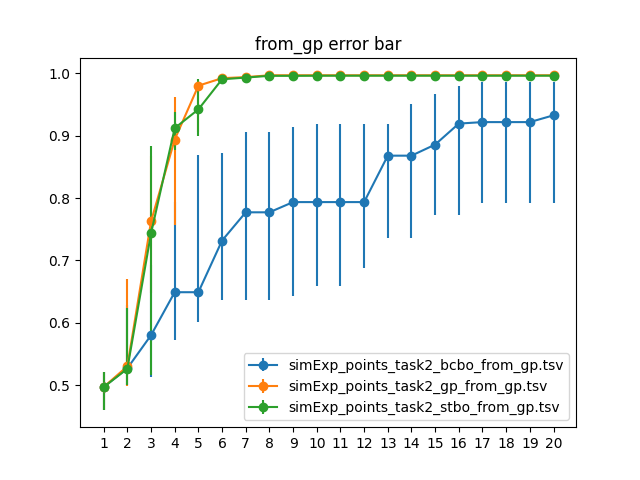 from_gp error bar
1.0
0.9
0.8
0.7
0.6
0.5
simExp_points_task2_bcbo_from_gp.tsv
simExp_points_task2_gp_from_gp.tsv
simExp_points_task2_stbo_from_gp.tsv
1 2 3 4 5 6 7 8 9 10 11 12 13 14 15 16 17 18 19 20